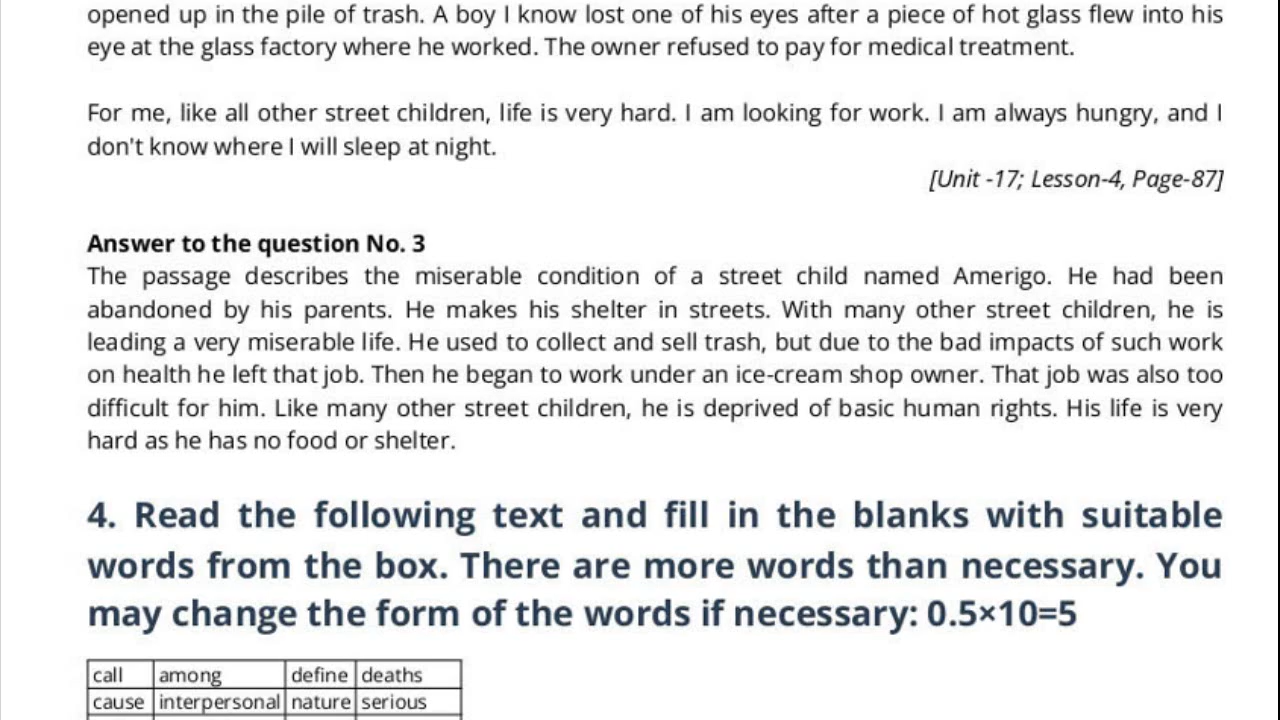 opened up in the pile of trash. A boy I know lost one of his eyes after a piece of hot glass flew into his
eye at the glass factory where he worked. The owner refused to pay for medical treatment.
For me, like all other street children, life is very hard. I am looking for work. I am always hungry, and I
don't know where I will sleep at night.
[Unit -17; Lesson-4, Page-87]
Answer to the question No. 3
The passage describes the miserable condition of a street child named Amerigo. He had been
abandoned by his parents. He makes his shelter in streets. With many other street children, he is
leading a very miserable life. He used to collect and sell trash, but due to the bad impacts of such work
on health he left that job. Then he began to work under an ice-cream shop owner. That job was also too
difficult for him. Like many other street children, he is deprived of basic human rights. His life is very
hard as he has no food or shelter.
4. Read the following text and fill in the blanks with suitable
words from the box. There are more words than necessary. You
may change the form of the words if necessary: 0.5×10=5
call among define deaths
cause interpersonal nature serious